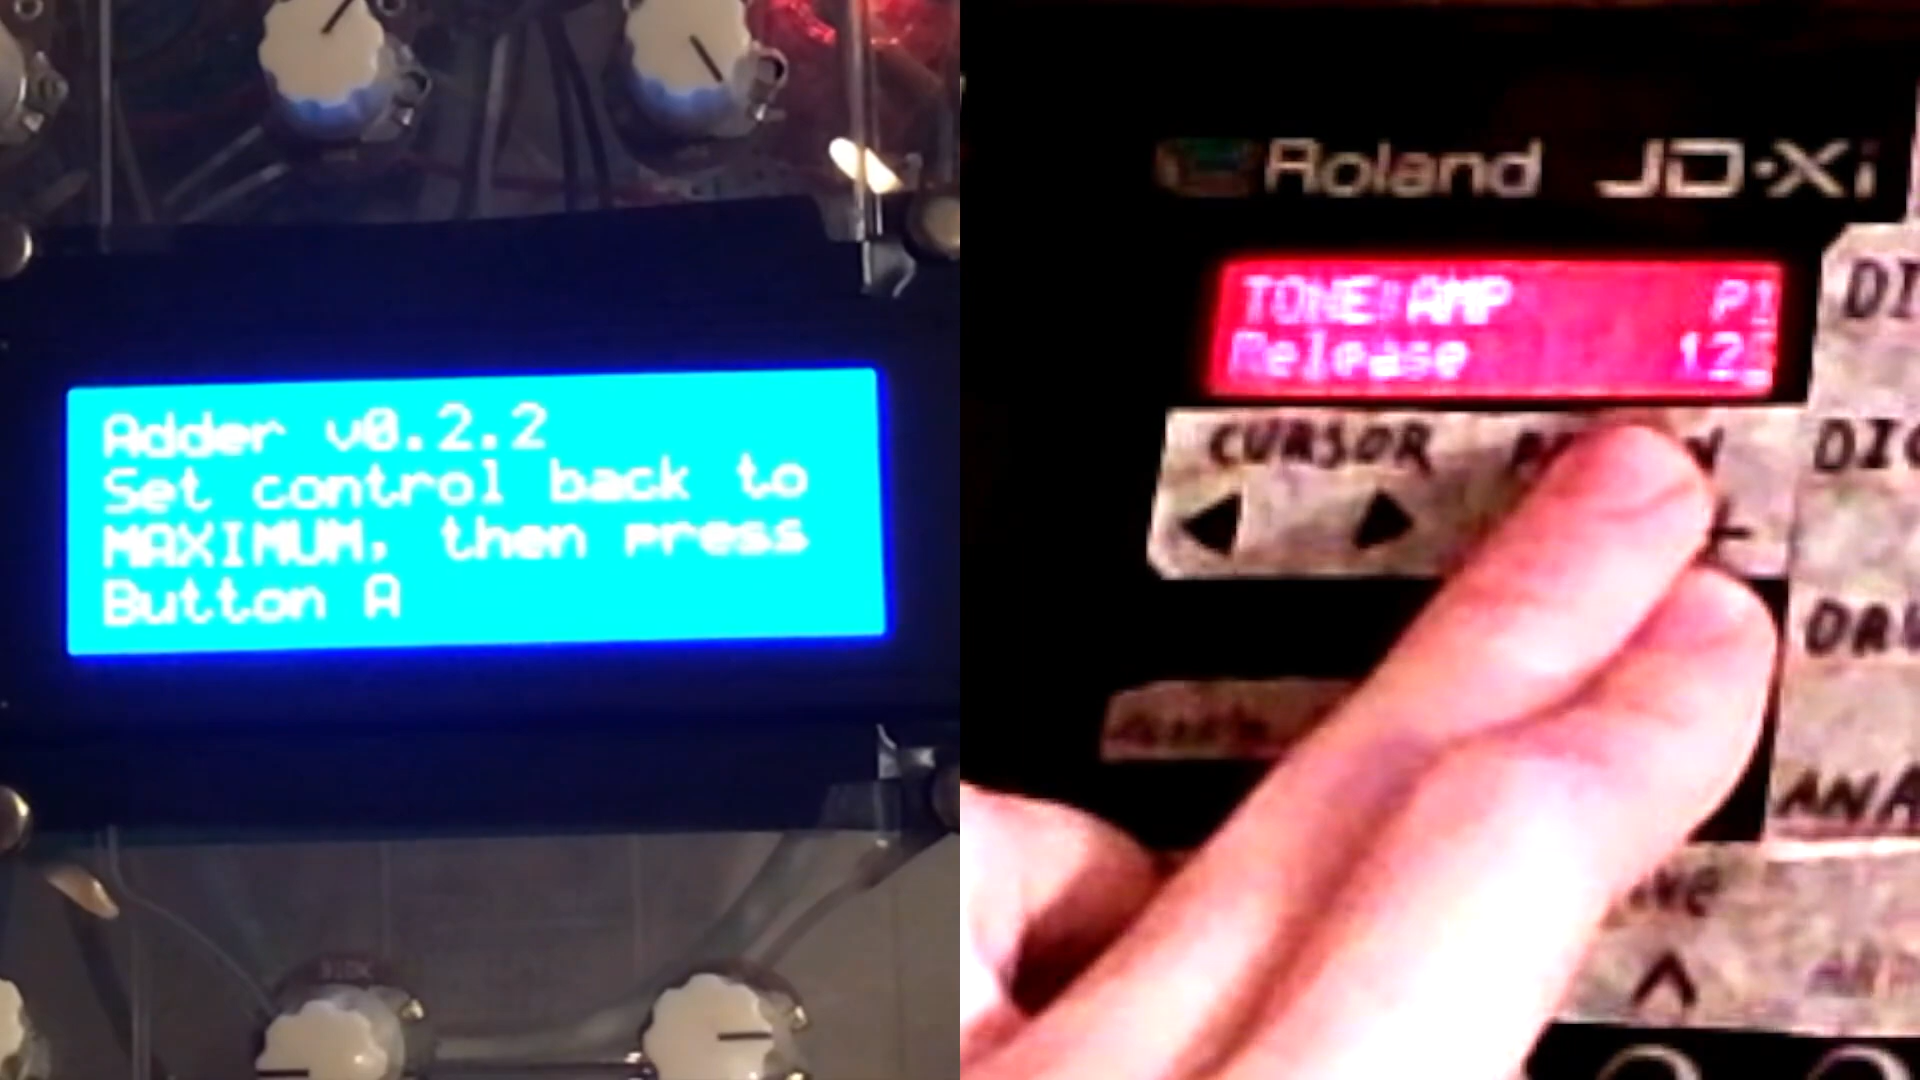 Adder v0.2.2
Set control back to
MAXIMUM, then press
Button A
Roland JD-Xi
TONE:AMP P1
Release
CURSOR
ANA